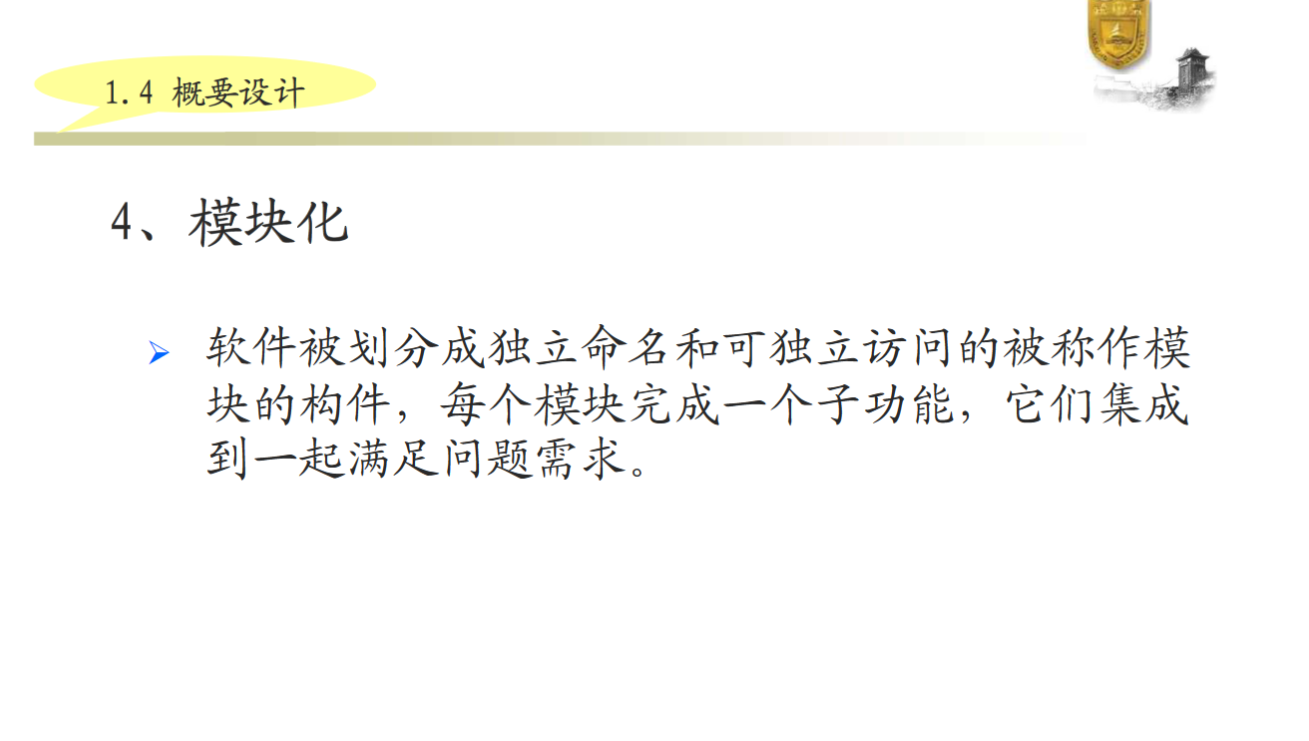 1.4 概要设计
4、模块化
软件被划分成独立命名和可独立访问的被称作模
块的构件，每个模块完成一个子功能，它们集成
到一起满足问题需求。